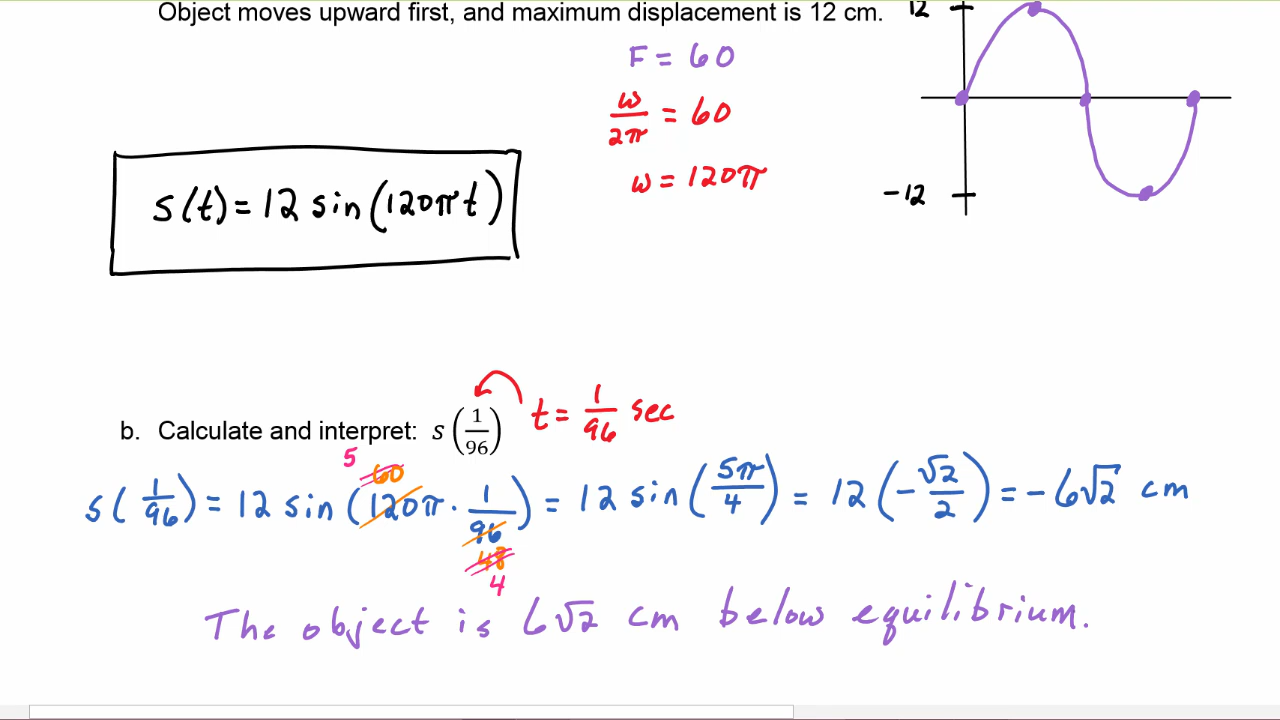 Object moves upward first, and maximum displacement is 12 cm.
12
-12
F = 60
w/2π = 60
w = 120π
s(t) = 12 sin(120πt)
b. Calculate and interpret: s(1/96)
t = 1/96 sec
5 60
s(1/96) = 12 sin(120π · 1/96) = 12 sin(5π/4) = 12(-√2/2) = -6√2 cm
48
4
The object is 6√2 cm below equilibrium.